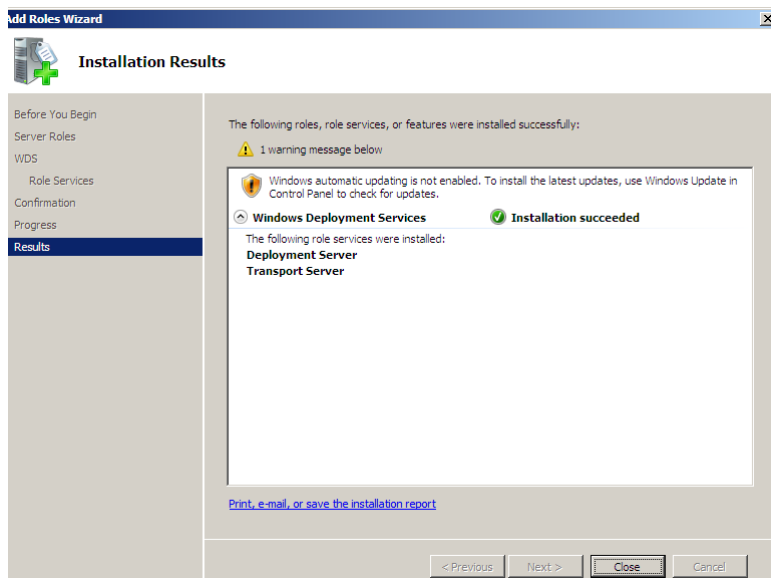 Add Roles Wizard
Installation Results
Before You Begin
Server Roles
WDS
Role Services
Confirmation
Progress
Results
The following roles, role services, or features were installed successfully:
1 warning message below
Windows automatic updating is not enabled. To install the latest updates, use Windows Update in
Control Panel to check for updates.
Windows Deployment Services
Installation succeeded
The following role services were installed:
Deployment Server
Transport Server
Print, e-mail, or save the installation report
< Previous
Next >
Close
Cancel